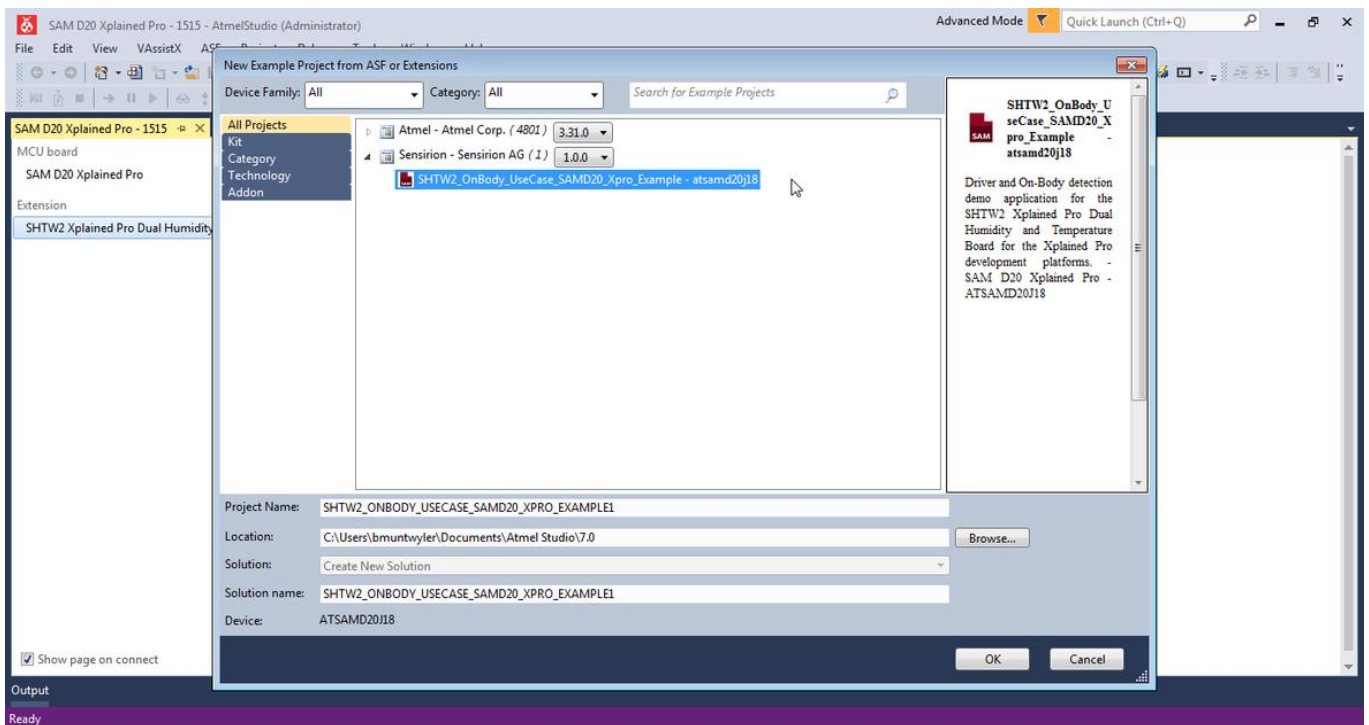 SAM D20 Xplained Pro - 1515 - AtmelStudio (Administrator)
Advanced Mode
Quick Launch (Ctrl+Q)
File Edit View VAssistX
New Example Project from ASF or Extensions
Device Family: All
Category: All
Search for Example Projects
SAM D20 Xplained Pro - 1515
MCU board
SAM D20 Xplained Pro
Extension
SHTW2 Xplained Pro Dual Humidity
All Projects
Kit
Category
Technology
Addon
Atmel - Atmel Corp. (4801) 3.31.0
Sensirion - Sensirion AG (1) 1.0.0
SHTW2_OnBody_UseCase_SAMD20_Xpro_Example - atsamd20j18
SAM
SHTW2_OnBody_U
seCase_SAMD20_X
pro_Example -
atsamd20j18
Driver and On-Body detection
demo application for the
SHTW2 Xplained Pro Dual
Humidity and Temperature
Board for the Xplained Pro
development platforms. -
SAM D20 Xplained Pro -
ATSAMD20J18
Project Name: SHTW2_ONBODY_USECASE_SAMD20_XPRO_EXAMPLE1
Location: C:\Users\bmuntwyler\Documents\Atmel Studio\7.0
Browse...
Solution: Create New Solution
Solution name: SHTW2_ONBODY_USECASE_SAMD20_XPRO_EXAMPLE1
Device: ATSAMD20J18
Show page on connect
OK
Cancel
Output
Ready